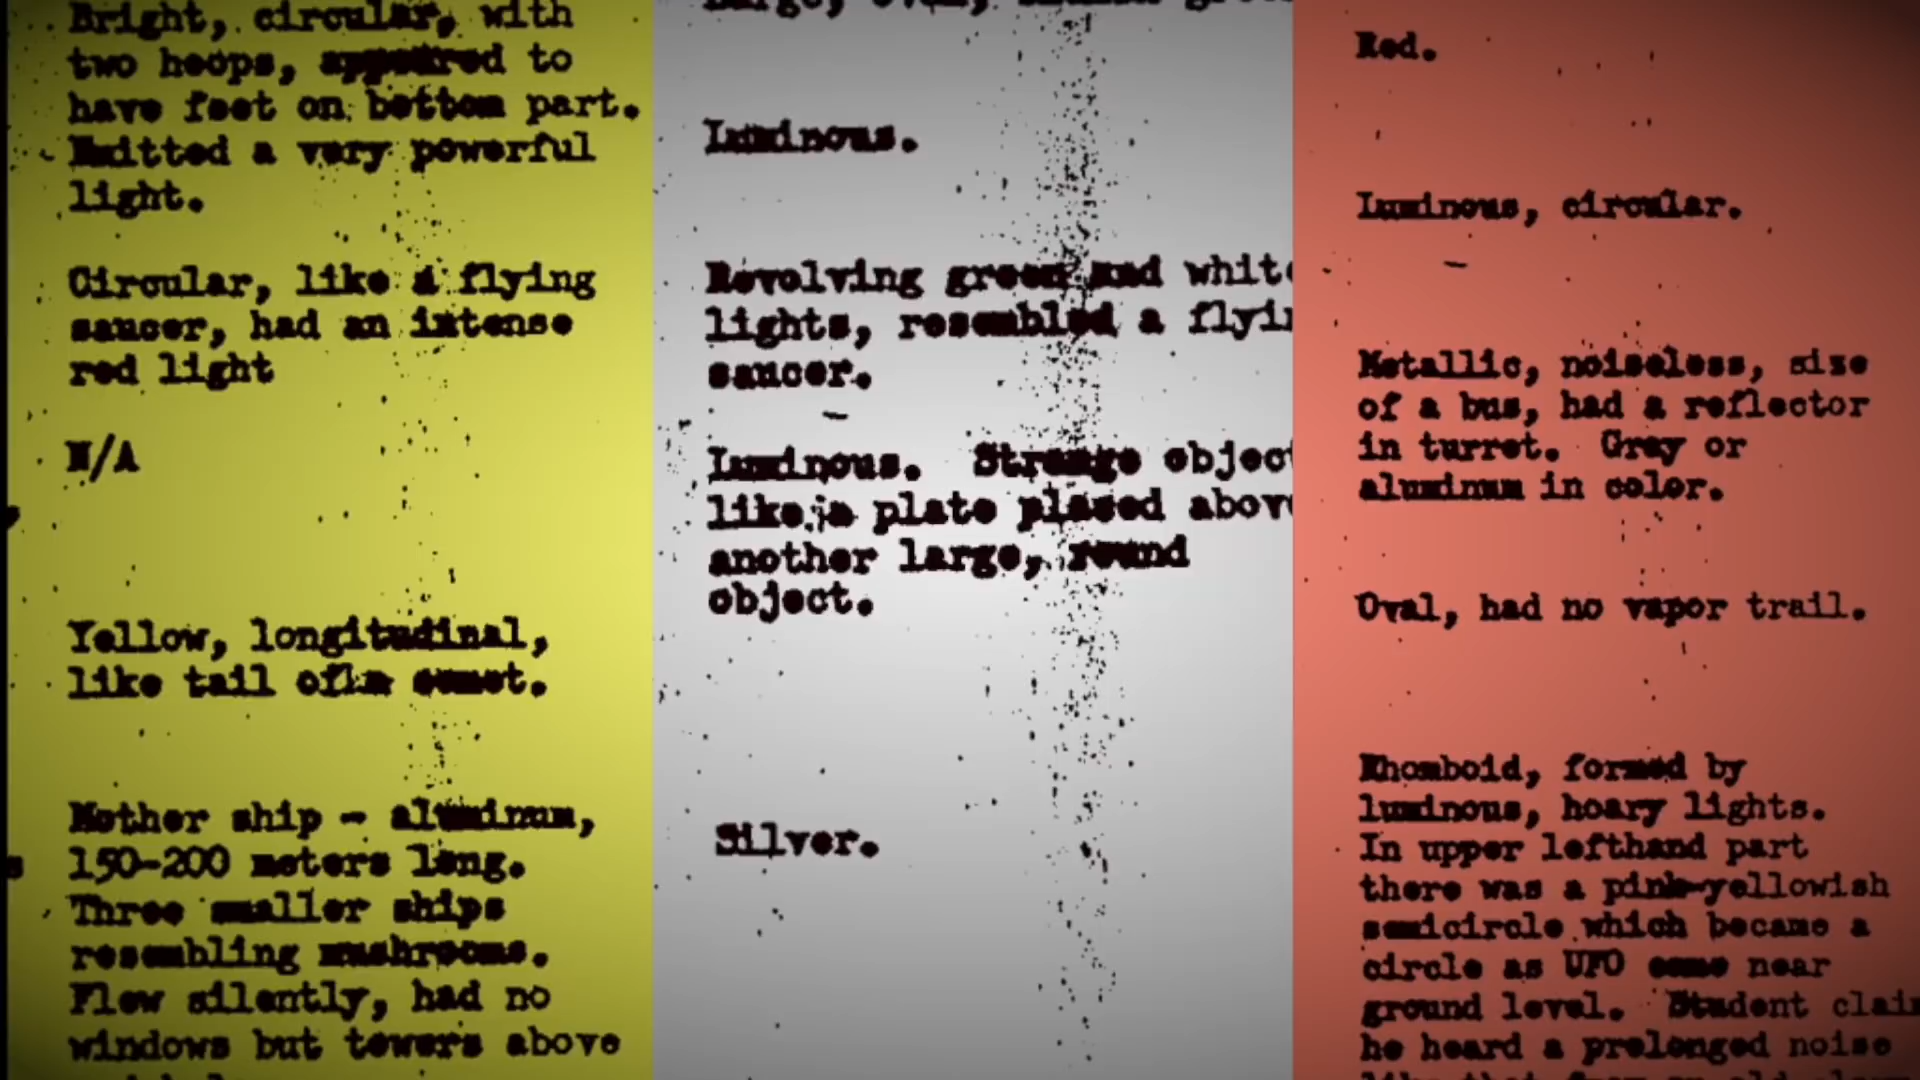 Bright, circular, with
two hoops, appeared to
have feet on bottom part.
Emitted a very powerful
light.
Circular, like a flying
saucer, had an intense
red light
N/A
Yellow, longitudinal,
like tail of a comet.
Mother ship - aluminum,
150-200 meters long.
Three smaller ships
resembling mushrooms.
Flew silently, had no
windows but towers above
Large, oval,
Luminous.
Revolving green and white
lights, resembled a flyin
saucer.
Luminous. Strange object
like a plate placed above
another large, round
object.
Silver.
Red.
Luminous, circular.
Metallic, noiseless, size
of a bus, had a reflector
in turret. Grey or
aluminum in color.
Oval, had no vapor trail.
Rhomboid, formed by
luminous, hoary lights.
In upper lefthand part
there was a pink-yellowish
semicircle which became a
circle as UFO came near
ground level. Student claim
he heard a prolonged noise